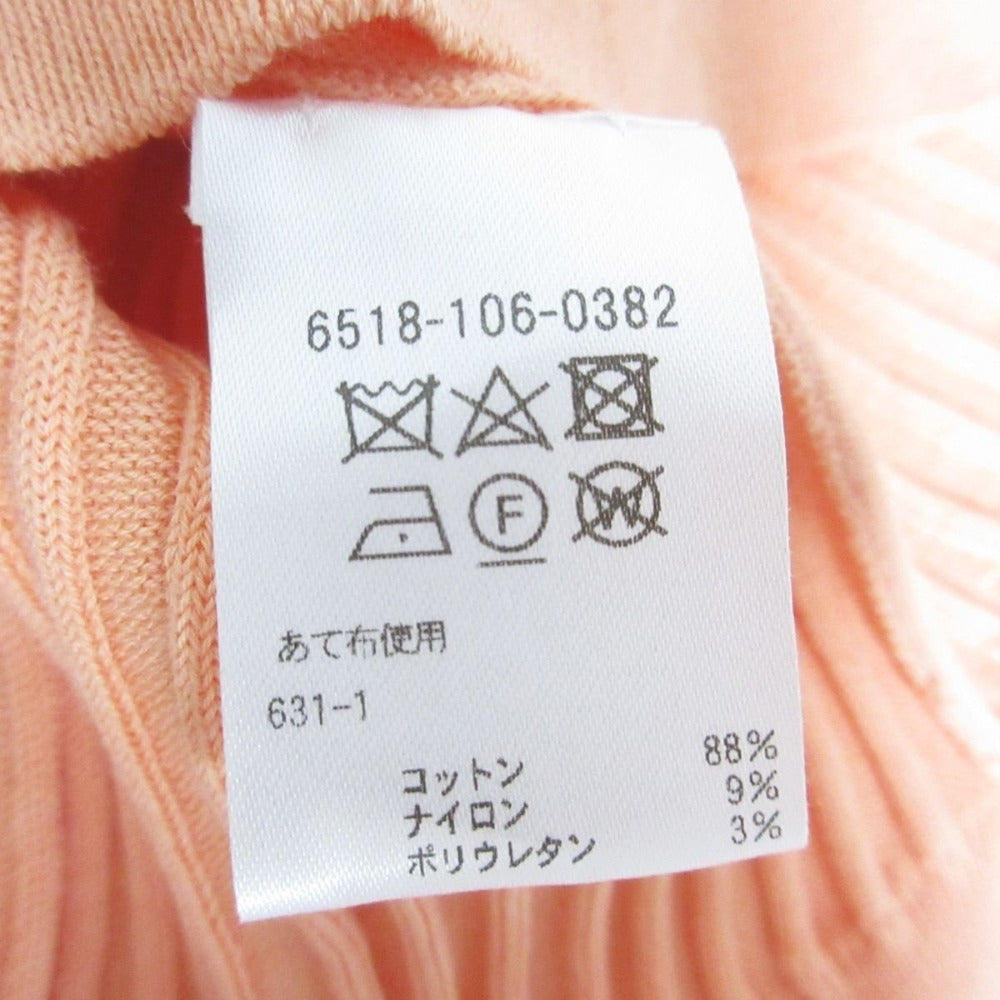 6518-106-0382
F W
あて布使用
631-1
コットン 88%
ナイロン 9%
ポリウレタン 3%